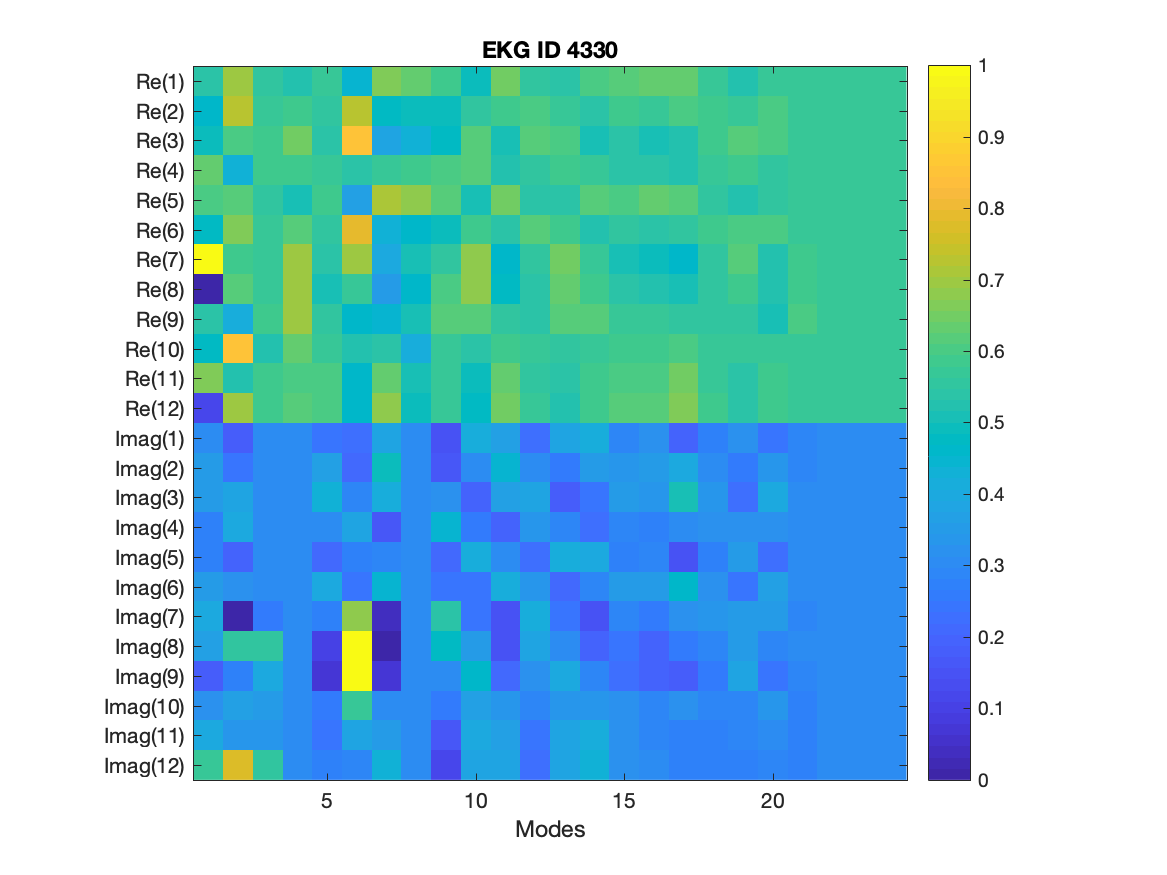 EKG ID 4330
Re(1)
Re(2)
Re(3)
Re(4)
Re(5)
Re(6)
Re(7)
Re(8)
Re(9)
Re(10)
Re(11)
Re(12)
Imag(1)
Imag(2)
Imag(3)
Imag(4)
Imag(5)
Imag(6)
Imag(7)
Imag(8)
Imag(9)
Imag(10)
Imag(11)
Imag(12)
5 10 15 20
Modes
1
0.9
0.8
0.7
0.6
0.5
0.4
0.3
0.2
0.1
0